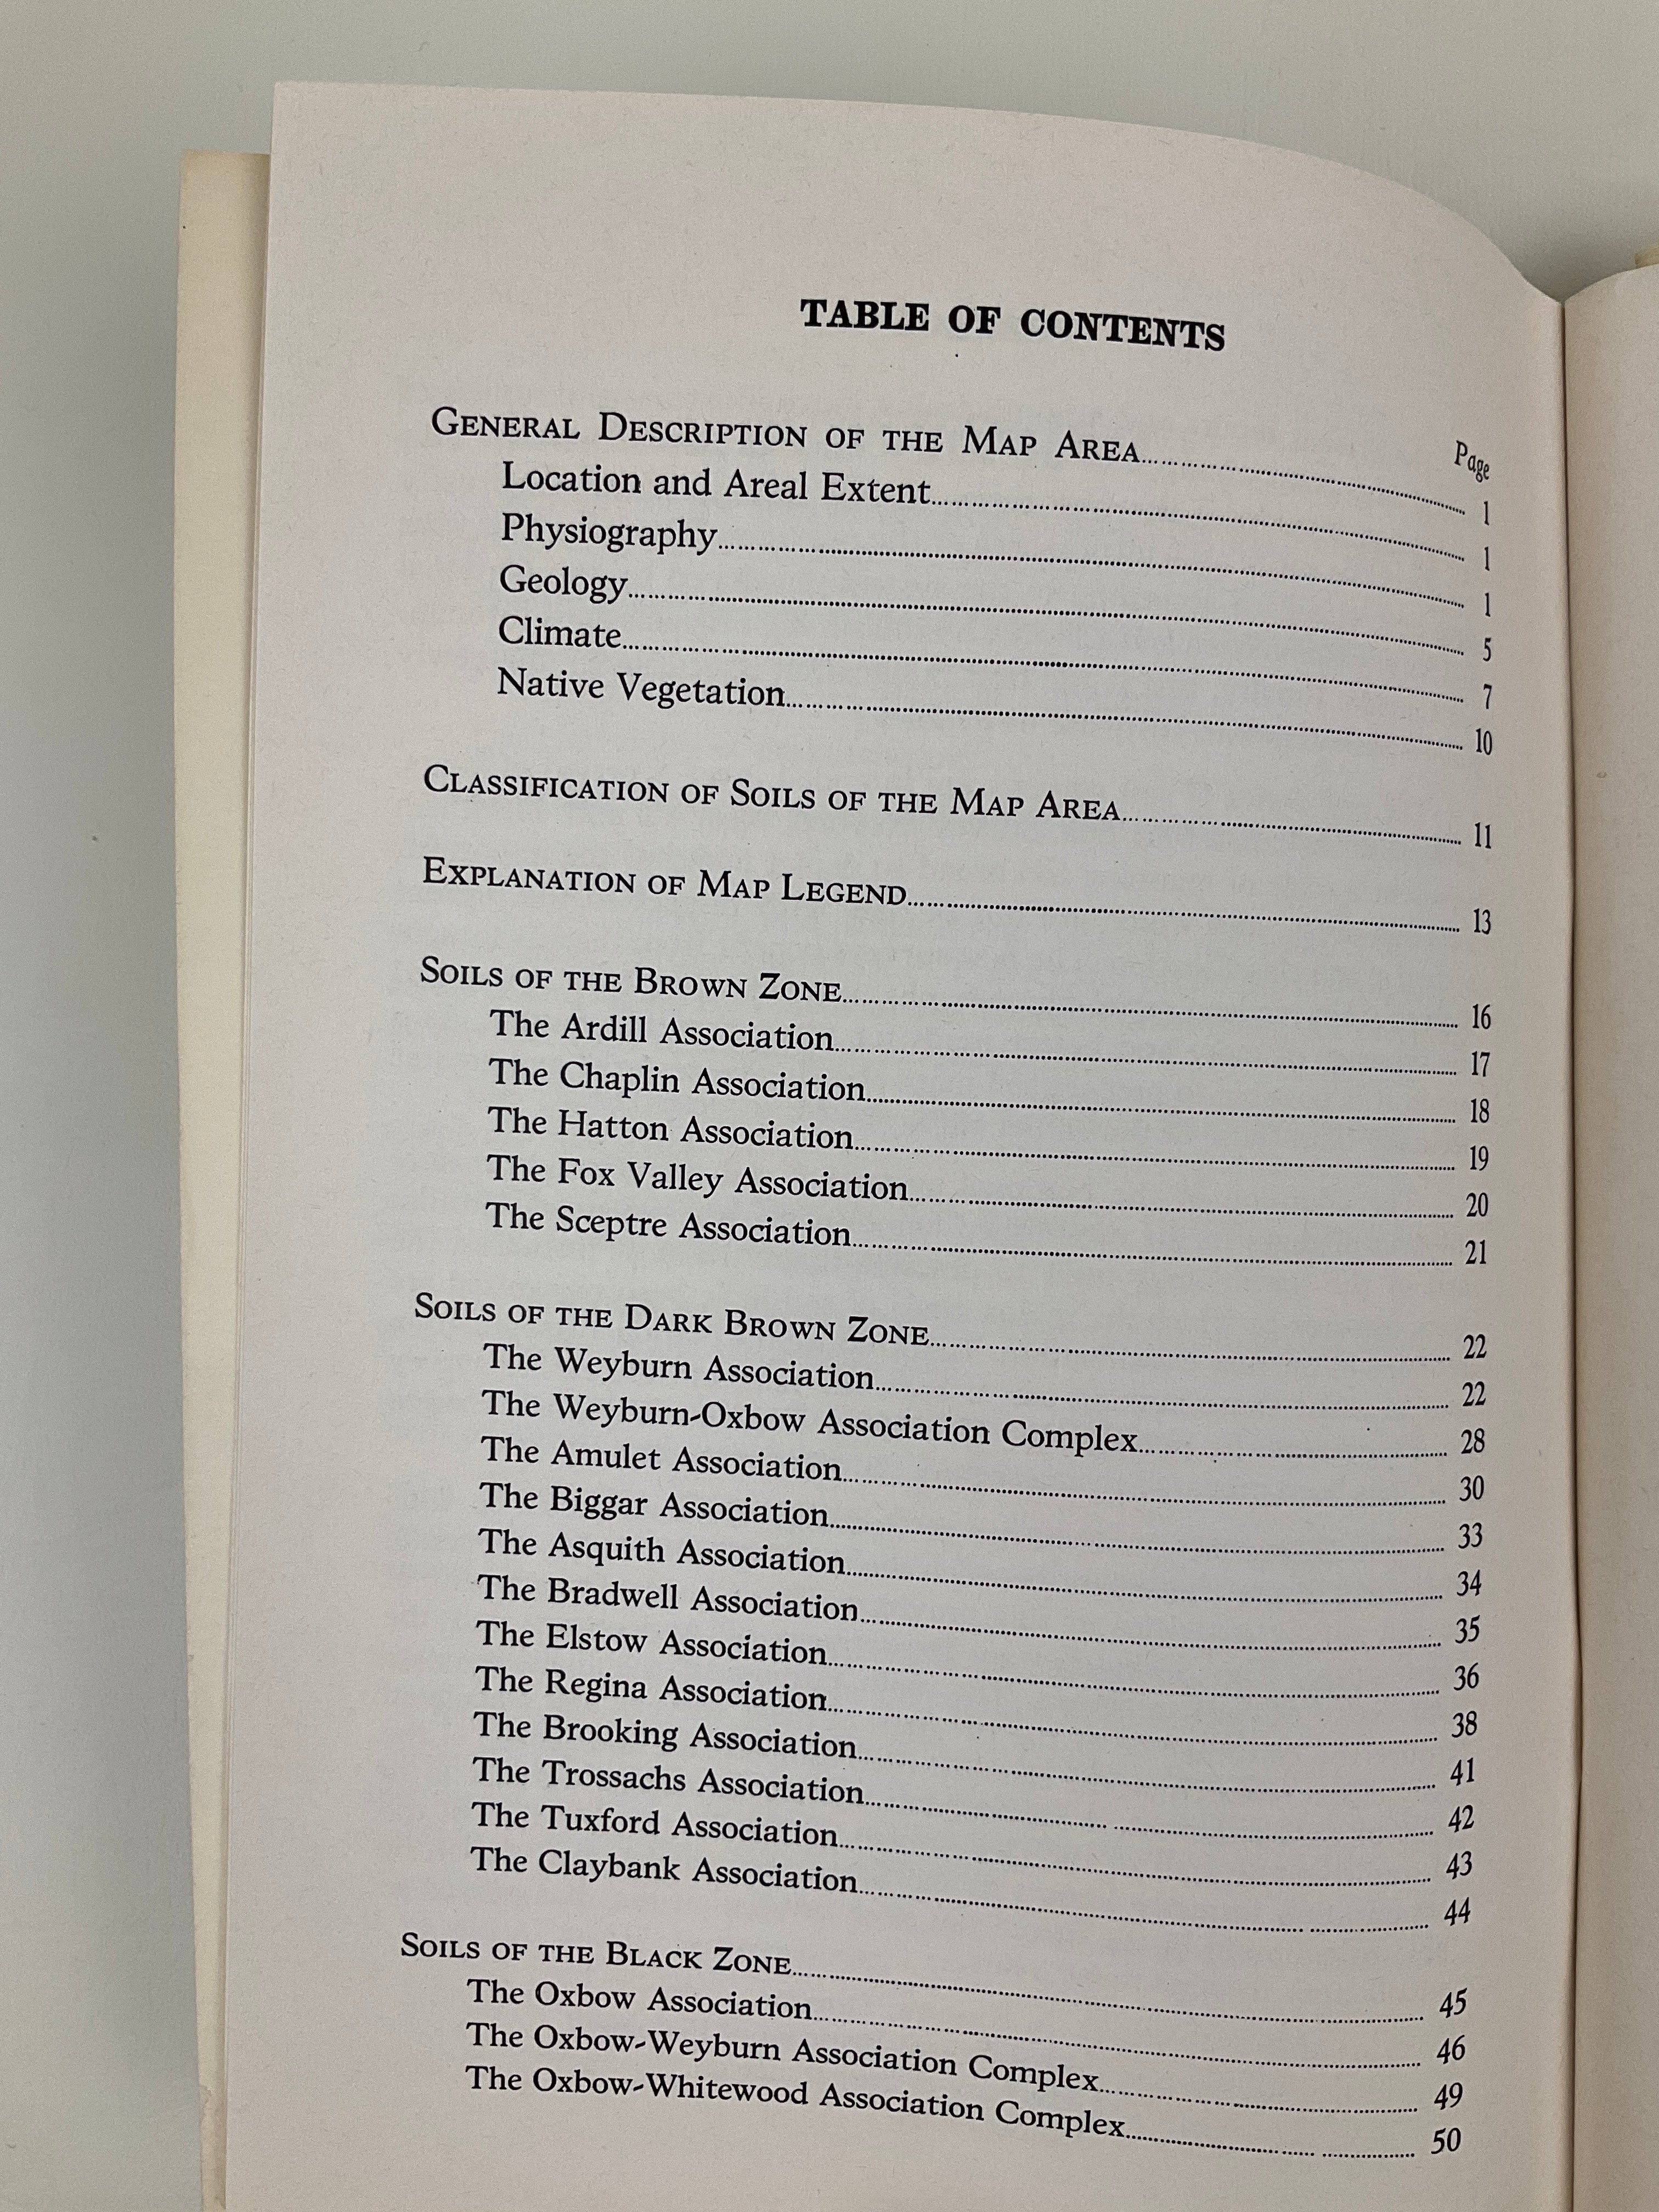 TABLE OF CONTENTS
Page
GENERAL DESCRIPTION OF THE MAP AREA 1
Location and Areal Extent 1
Physiography 1
Geology 5
Climate 7
Native Vegetation 10
CLASSIFICATION OF SOILS OF THE MAP AREA 11
EXPLANATION OF MAP LEGEND 13
SOILS OF THE BROWN ZONE 16
The Ardill Association 17
The Chaplin Association 18
The Hatton Association 19
The Fox Valley Association 20
The Sceptre Association 21
SOILS OF THE DARK BROWN ZONE 22
The Weyburn Association 22
The Weyburn-Oxbow Association Complex 28
The Amulet Association 30
The Biggar Association 33
The Asquith Association 34
The Bradwell Association 35
The Elstow Association 36
The Regina Association 38
The Brooking Association 41
The Trossachs Association 42
The Tuxford Association 43
The Claybank Association 44
SOILS OF THE BLACK ZONE 45
The Oxbow Association 46
The Oxbow-Weyburn Association Complex 49
The Oxbow-Whitewood Association Complex 50